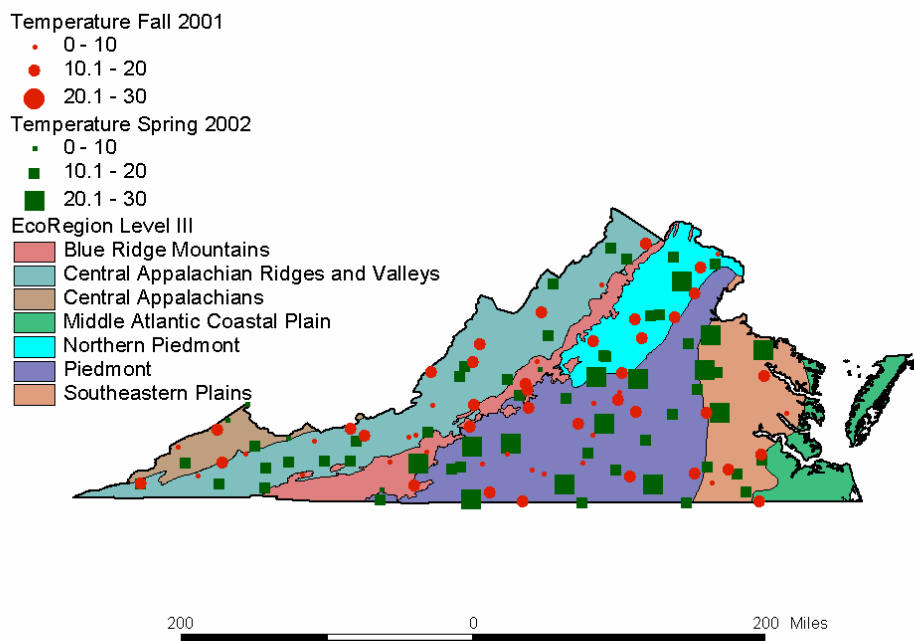 Temperature Fall 2001
0 - 10
10.1 - 20
20.1 - 30
Temperature Spring 2002
0 - 10
10.1 - 20
20.1 - 30
EcoRegion Level III
Blue Ridge Mountains
Central Appalachian Ridges and Valleys
Central Appalachians
Middle Atlantic Coastal Plain
Northern Piedmont
Piedmont
Southeastern Plains
200 0 200 Miles